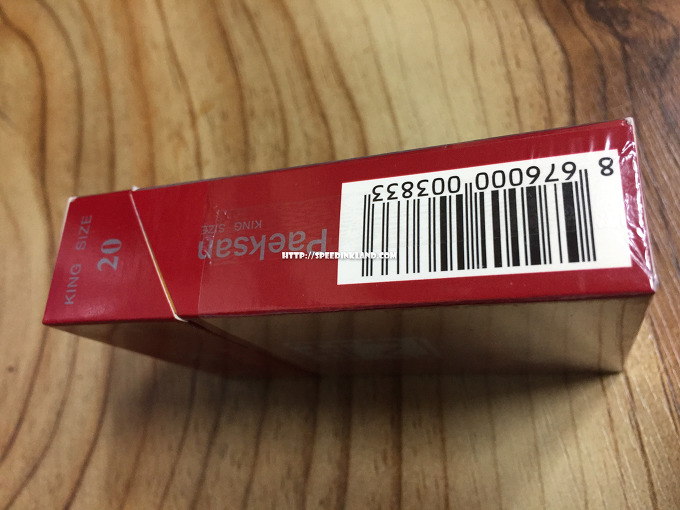 KING SIZE
20
Paeksan
KING SIZE
8 676000 003833
HTTP://SPEEDINKLAND.COM/